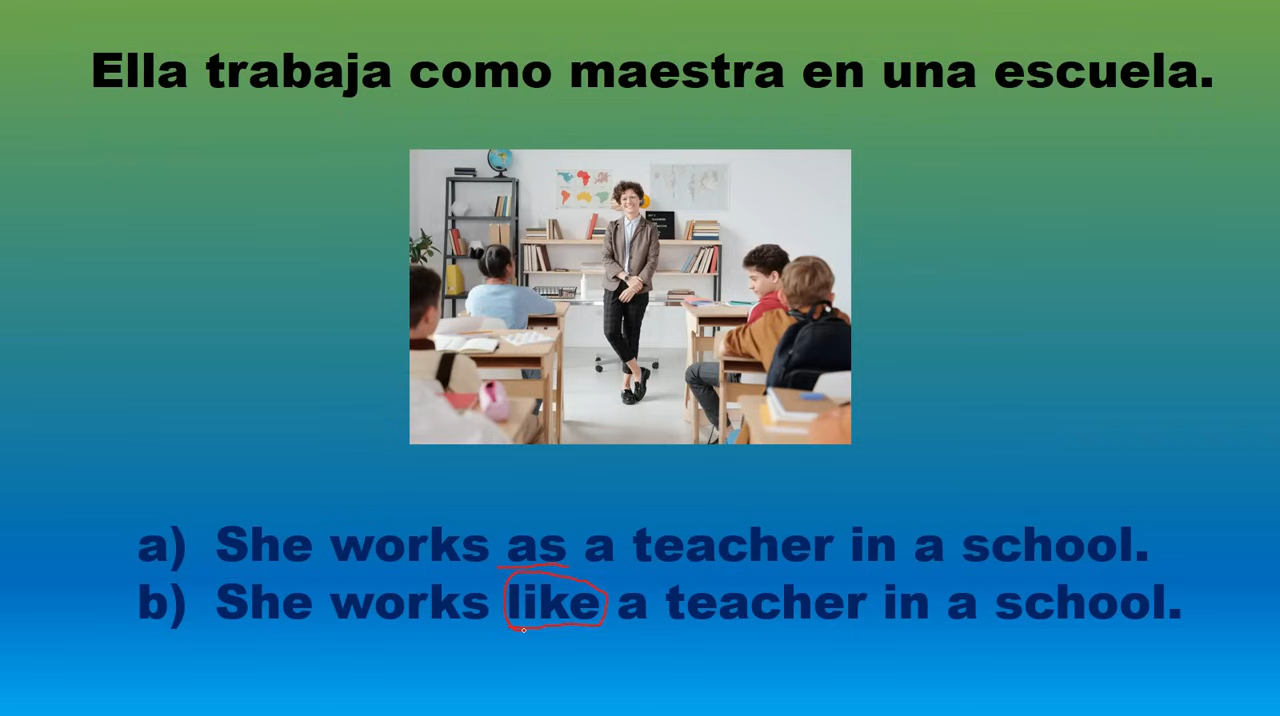 Ella trabaja como maestra en una escuela.
a) She works as a teacher in a school.
b) She works like a teacher in a school.